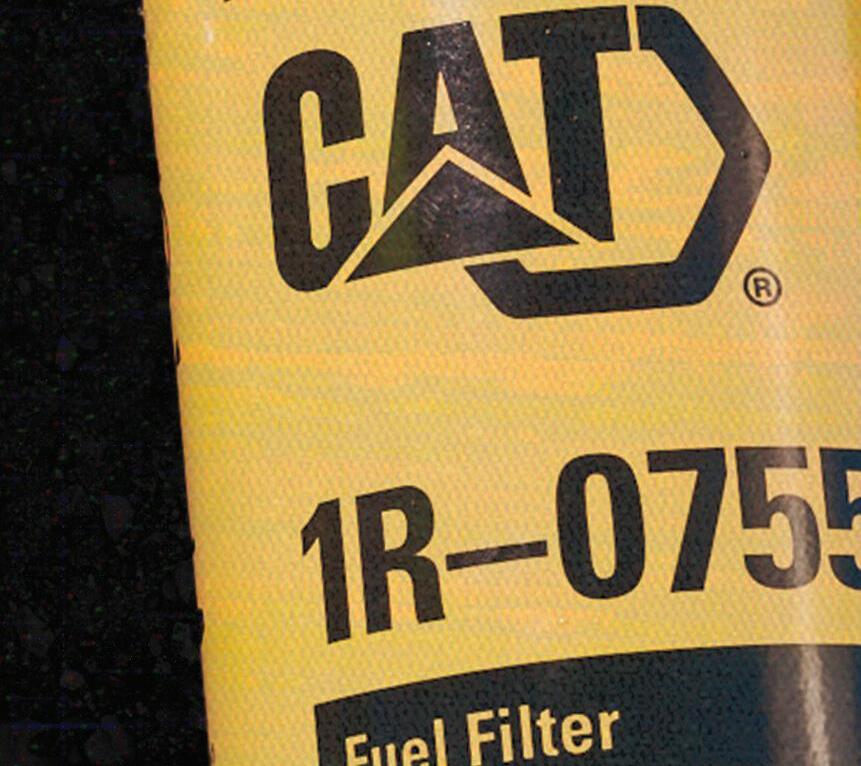 CAT®
1R-0755
Fuel Filter